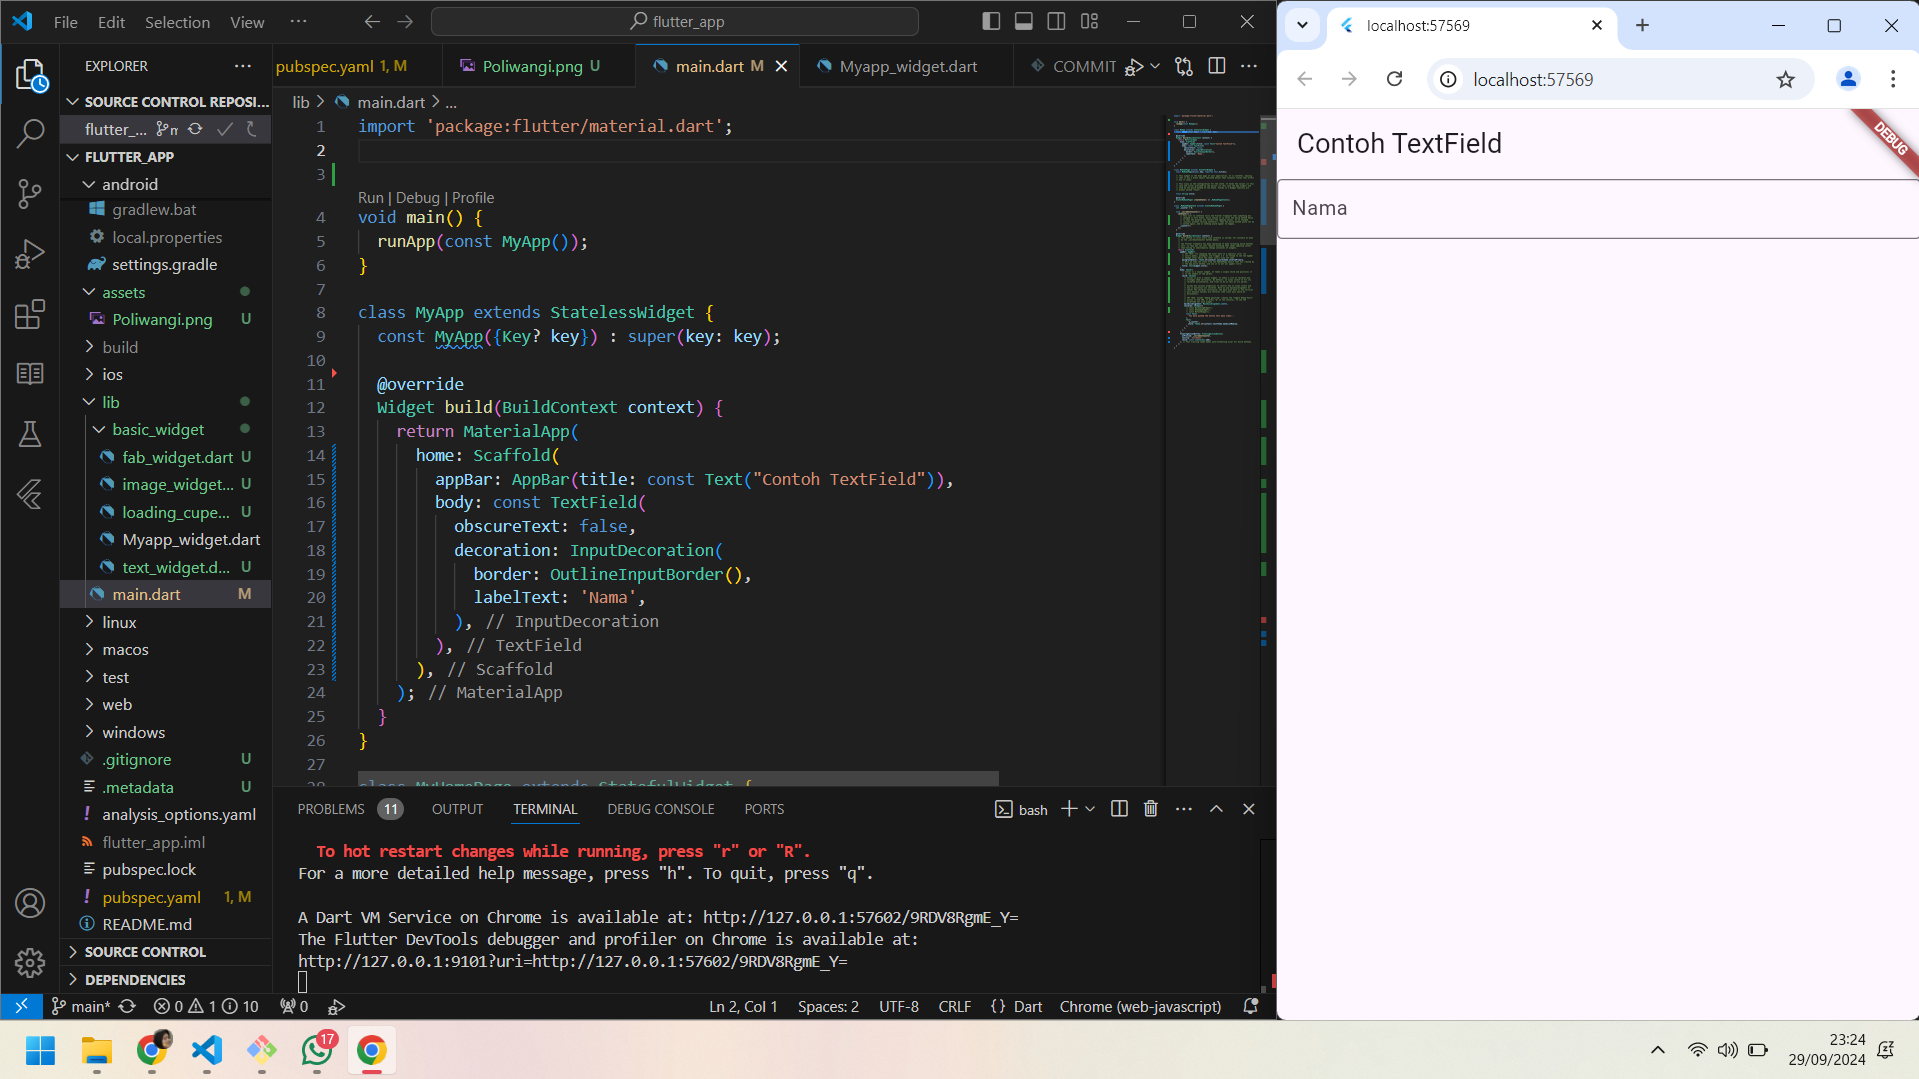 File Edit Selection View ··· flutter_app
EXPLORER ···
SOURCE CONTROL REPOSI...
flutter_...
FLUTTER_APP
android
gradlew.bat
local.properties
settings.gradle
assets
Poliwangi.png U
build
ios
lib
basic_widget
fab_widget.dart U
image_widget... U
loading_cupe... U
Myapp_widget.dart
text_widget.d... U
main.dart M
linux
macos
test
web
windows
.gitignore U
.metadata U
analysis_options.yaml
flutter_app.iml
pubspec.lock
pubspec.yaml 1, M
README.md
SOURCE CONTROL
DEPENDENCIES
pubspec.yaml 1, M Poliwangi.png U main.dart M Myapp_widget.dart COMMIT
lib > main.dart > ...
1 import 'package:flutter/material.dart';
2
3
Run | Debug | Profile
4 void main() {
5 runApp(const MyApp());
6 }
7
8 class MyApp extends StatelessWidget {
9 const MyApp({Key? key}) : super(key: key);
10
11 @override
12 Widget build(BuildContext context) {
13 return MaterialApp(
14 home: Scaffold(
15 appBar: AppBar(title: const Text("Contoh TextField")),
16 body: const TextField(
17 obscureText: false,
18 decoration: InputDecoration(
19 border: OutlineInputBorder(),
20 labelText: 'Nama',
21 ), // InputDecoration
22 ), // TextField
23 ), // Scaffold
24 ); // MaterialApp
25 }
26 }
27
28 class MyHomePage extends StatefulWidget {
PROBLEMS 11 OUTPUT TERMINAL DEBUG CONSOLE PORTS bash
To hot restart changes while running, press "r" or "R".
For a more detailed help message, press "h". To quit, press "q".
A Dart VM Service on Chrome is available at: http://127.0.0.1:57602/9RDV8RgmE_Y=
The Flutter DevTools debugger and profiler on Chrome is available at:
http://127.0.0.1:9101?uri=http://127.0.0.1:57602/9RDV8RgmE_Y=
main* 0 1 10 0 Ln 2, Col 1 Spaces: 2 UTF-8 CRLF {} Dart Chrome (web-javascript)
localhost:57569
localhost:57569
Contoh TextField
DEBUG
Nama
17
23:24
29/09/2024